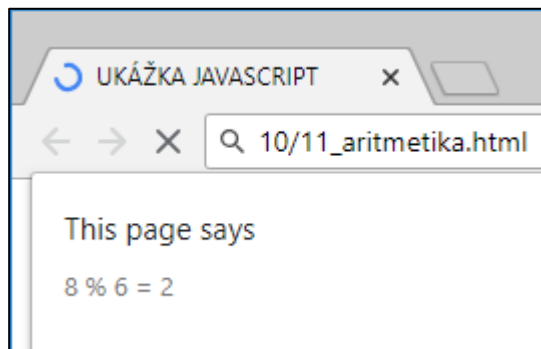 UKÁŽKA JAVASCRIPT
10/11_aritmetika.html
This page says
8 % 6 = 2